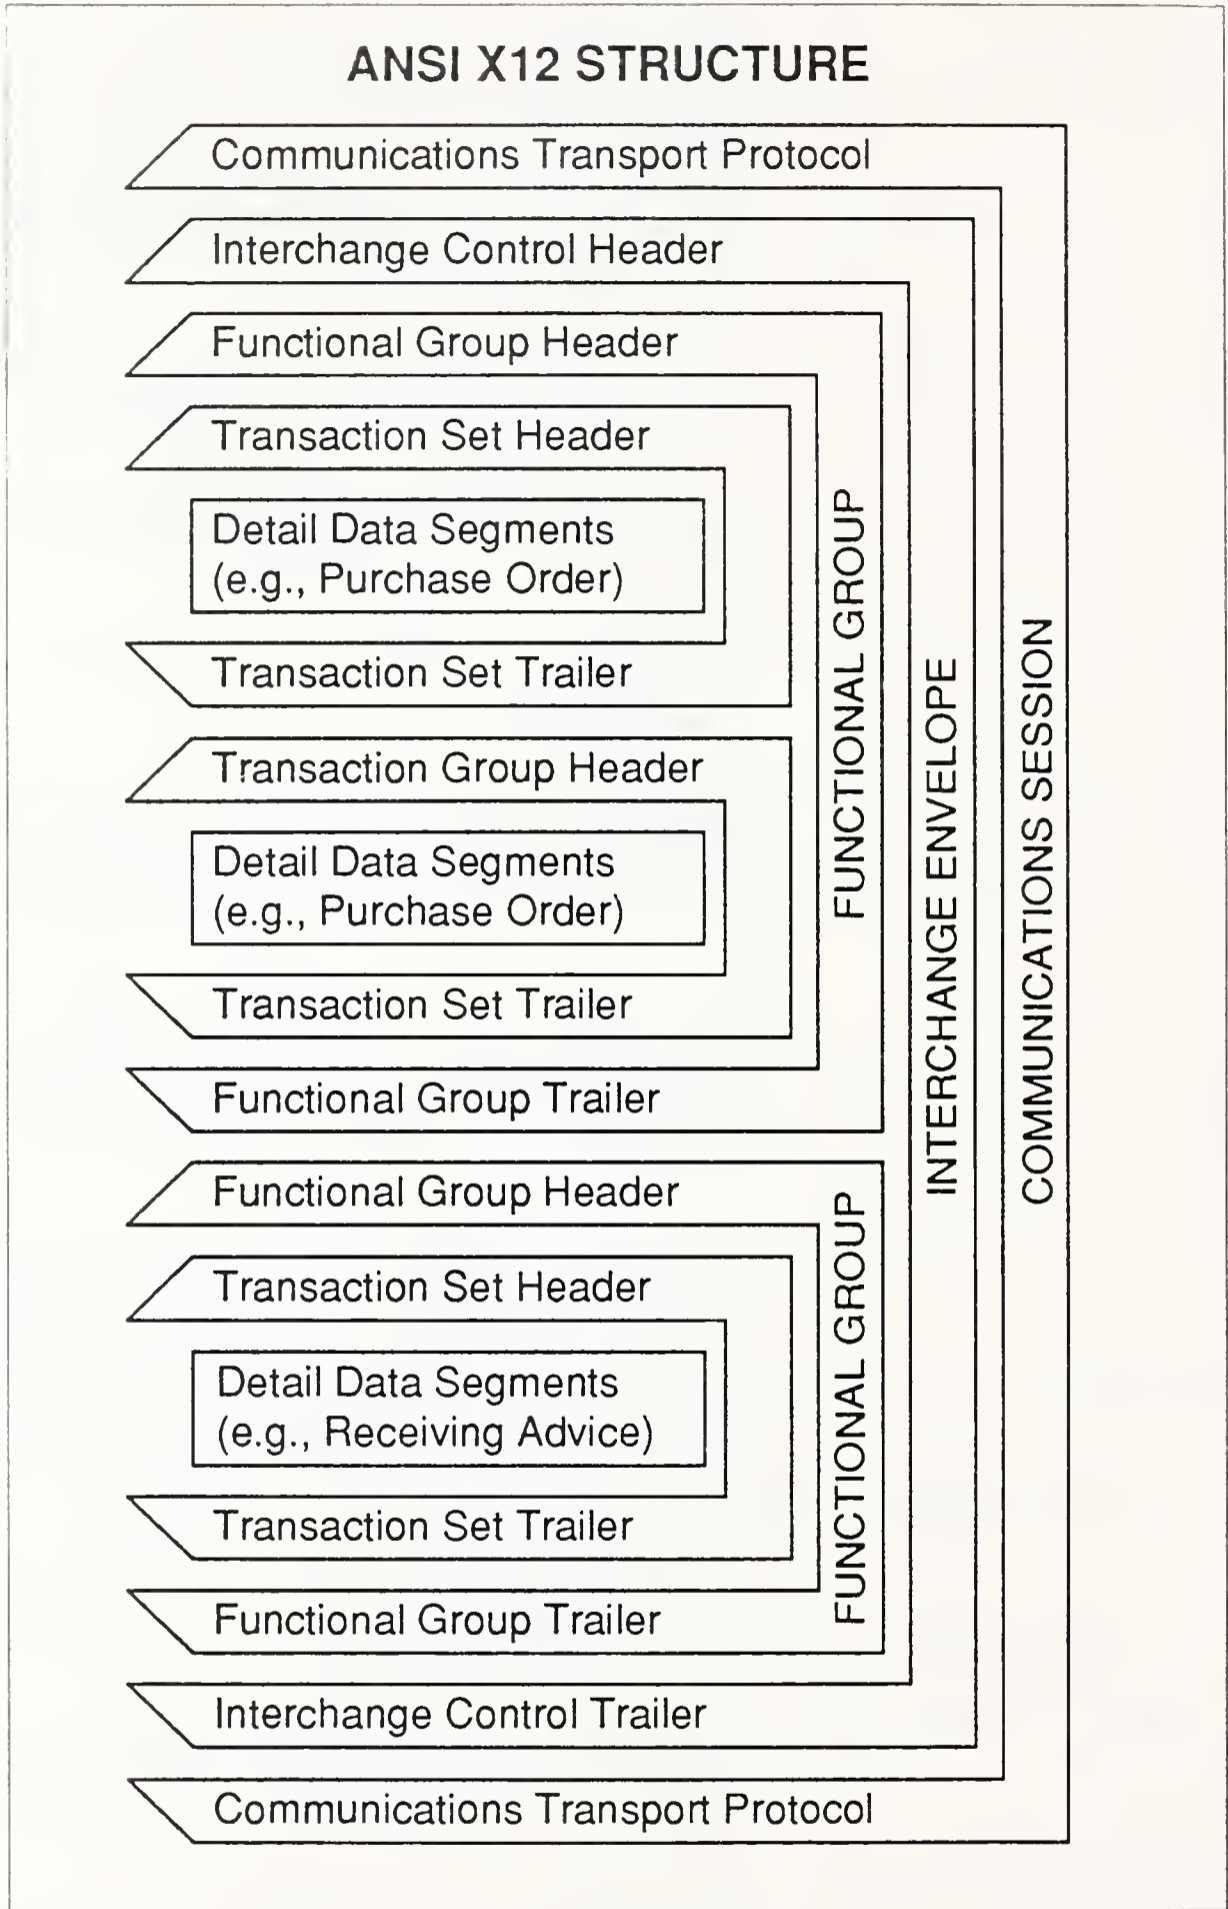 ANSI X12 STRUCTURE
Communications Transport Protocol
Interchange Control Header
Functional Group Header
Transaction Set Header
Detail Data Segments
(e.g., Purchase Order)
Transaction Set Trailer
Transaction Group Header
Detail Data Segments
(e.g., Purchase Order)
Transaction Set Trailer
Functional Group Trailer
FUNCTIONAL GROUP
Functional Group Header
Transaction Set Header
Detail Data Segments
(e.g., Receiving Advice)
Transaction Set Trailer
Functional Group Trailer
FUNCTIONAL GROUP
Interchange Control Trailer
INTERCHANGE ENVELOPE
Communications Transport Protocol
COMMUNICATIONS SESSION